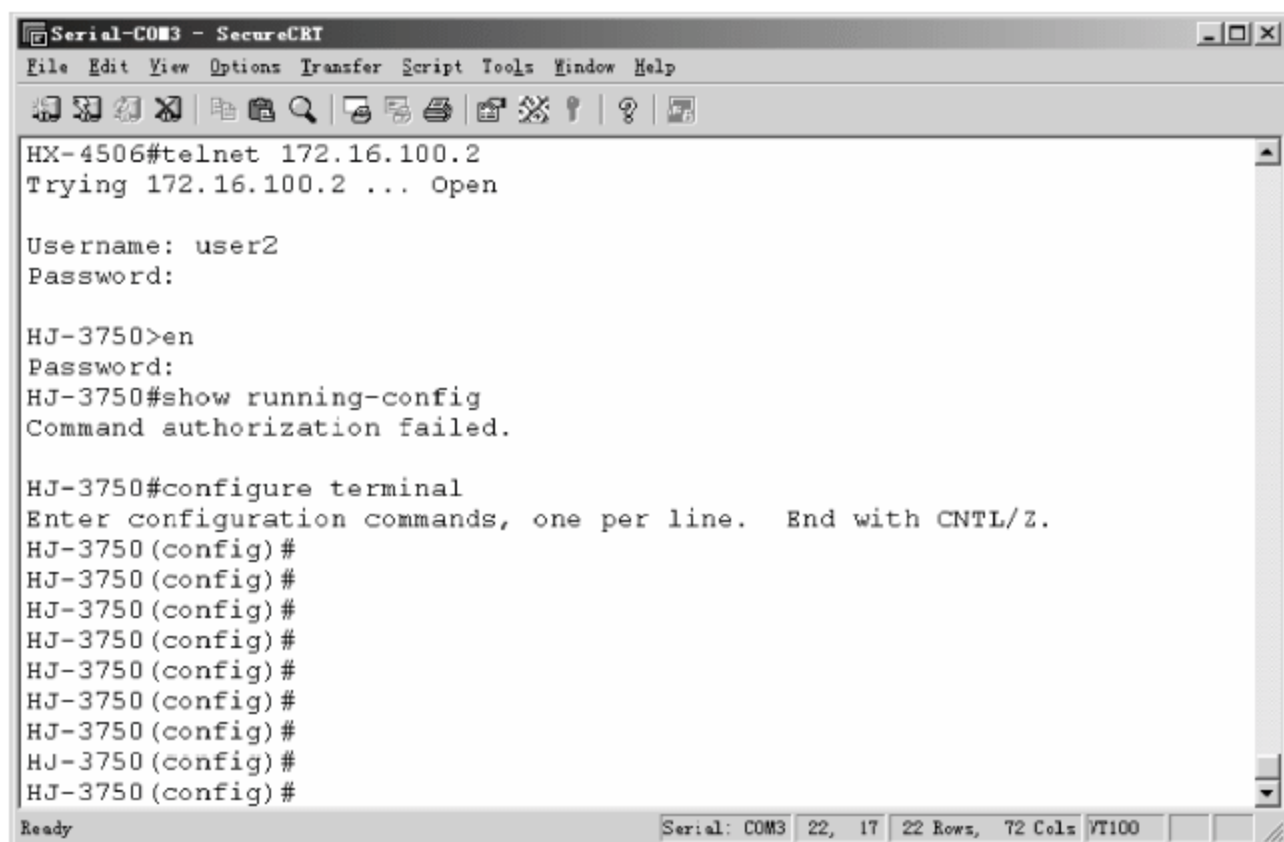 Serial-COM3 - SecureCRT
File Edit View Options Transfer Script Tools Window Help
HX-4506#telnet 172.16.100.2
Trying 172.16.100.2 ... Open
Username: user2
Password:
HJ-3750>en
Password:
HJ-3750#show running-config
Command authorization failed.
HJ-3750#configure terminal
Enter configuration commands, one per line.  End with CNTL/Z.
HJ-3750(config)#
HJ-3750(config)#
HJ-3750(config)#
HJ-3750(config)#
HJ-3750(config)#
HJ-3750(config)#
HJ-3750(config)#
HJ-3750(config)#
HJ-3750(config)#
Ready Serial: COM3 22, 17 22 Rows, 72 Cols VT100